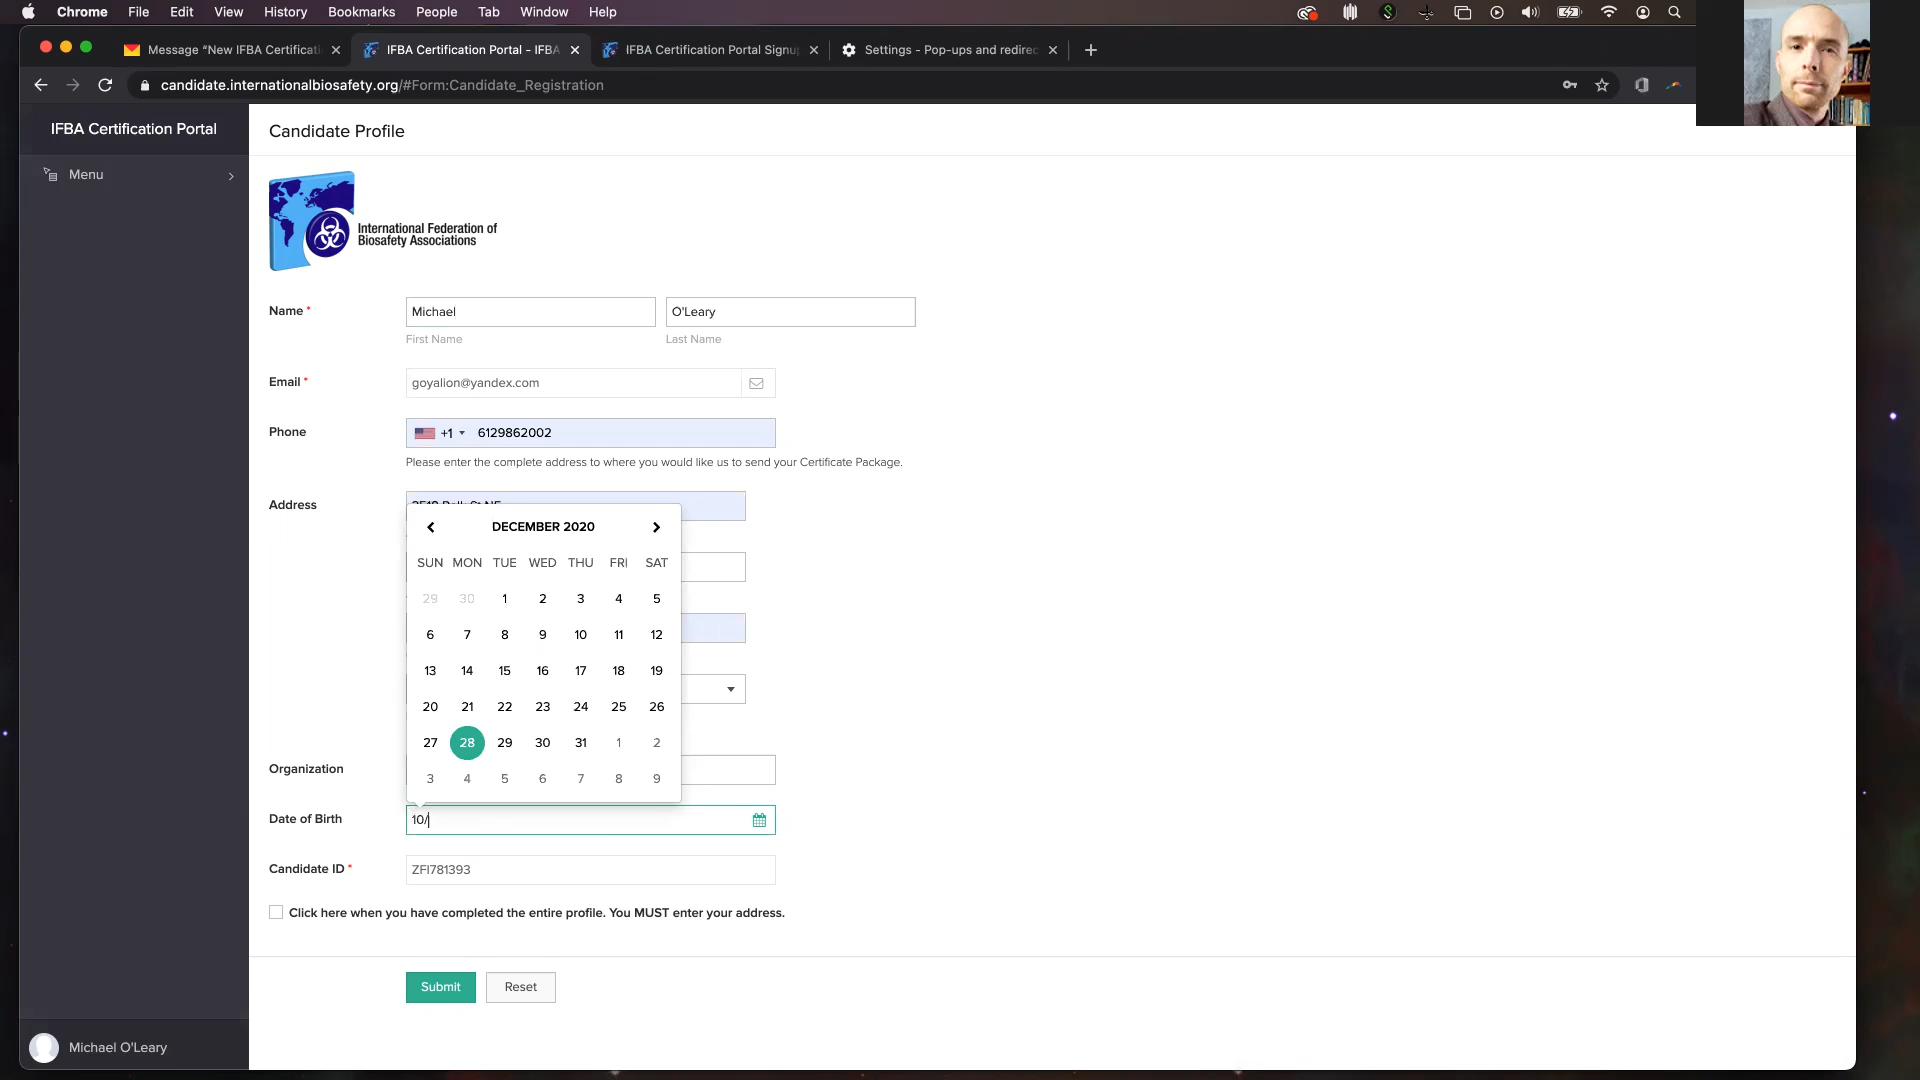 Chrome File Edit View History Bookmarks People Tab Window Help
Message "New IFBA Certificati
IFBA Certification Portal - IFBA
IFBA Certification Portal Signu
Settings - Pop-ups and redirec
candidate.internationalbiosafety.org/#Form:Candidate_Registration
IFBA Certification Portal
Candidate Profile
Menu
International Federation of
Biosafety Associations
Name *
Michael
O'Leary
First Name
Last Name
Email *
goyalion@yandex.com
Phone
+1
6129862002
Please enter the complete address to where you would like us to send your Certificate Package.
Address
DECEMBER 2020
SUN MON TUE WED THU FRI SAT
29 30 1 2 3 4 5
6 7 8 9 10 11 12
13 14 15 16 17 18 19
20 21 22 23 24 25 26
27 28 29 30 31 1 2
3 4 5 6 7 8 9
Organization
Date of Birth
10/
Candidate ID *
ZFI781393
Click here when you have completed the entire profile. You MUST enter your address.
Submit
Reset
Michael O'Leary